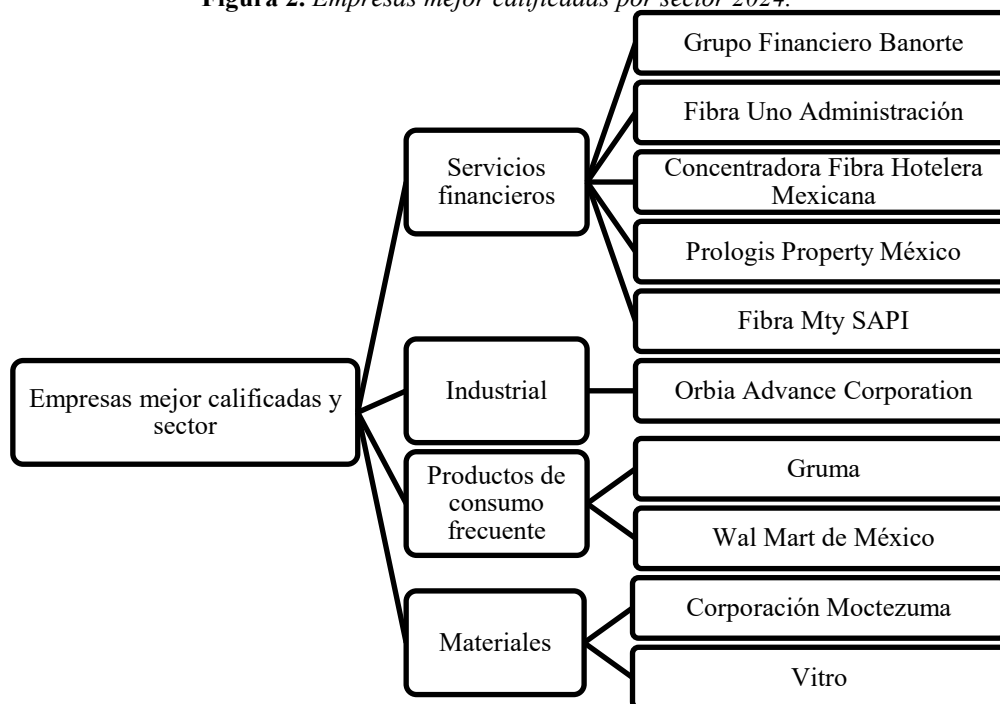 Figura 2. Empresas mejor calificadas por sector 2024.
Grupo Financiero Banorte
Fibra Uno Administración
Servicios
financieros
Concentradora Fibra Hotelera
Mexicana
Prologis Property México
Fibra Mty SAPI
Industrial
Orbia Advance Corporation
Empresas mejor calificadas y
sector
Productos de
consumo
frecuente
Gruma
Wal Mart de México
Materiales
Corporación Moctezuma
Vitro